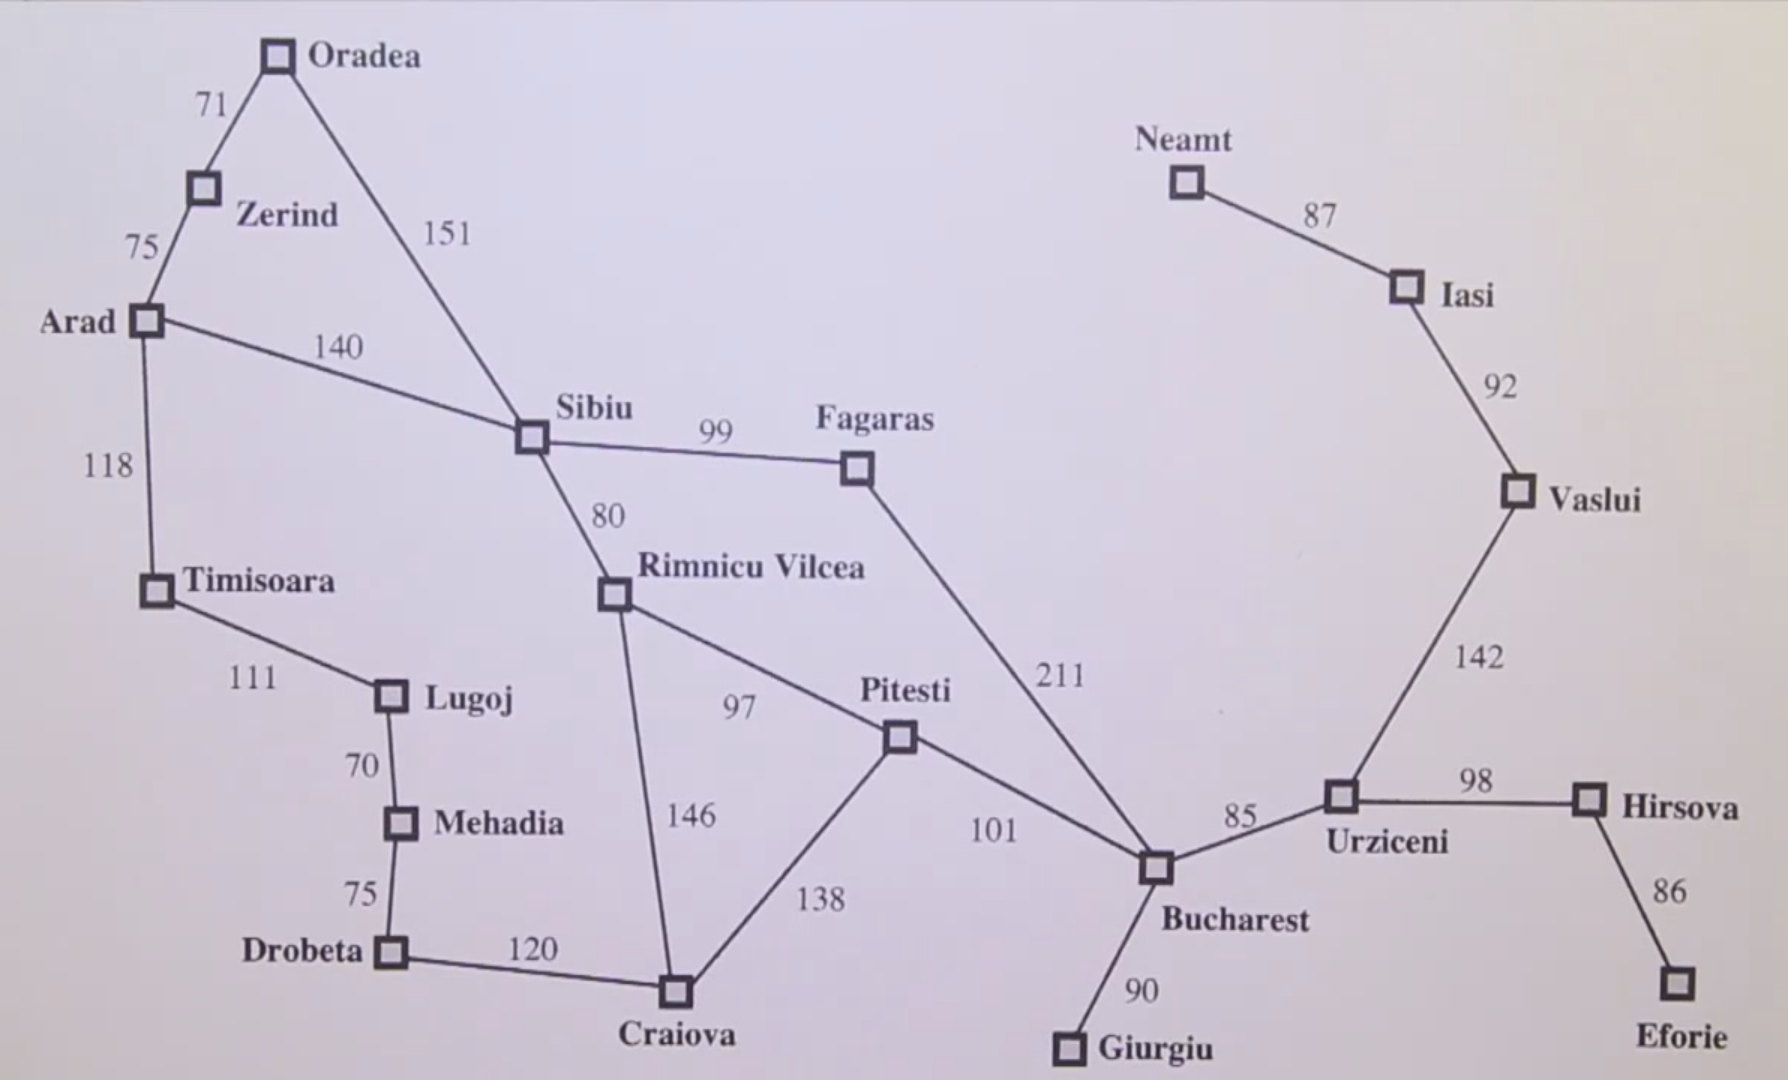 Oradea
71
Neamt
87
Zerind
151
75
Iasi
Arad
140
92
Sibiu
Fagaras
99
118
Vaslui
80
Rimnicu Vilcea
Timisoara
142
211
111
Lugoj
97
Pitesti
70
98
Hirsova
146
85
Mehadia
101
Urziceni
75
138
86
Bucharest
Drobeta
120
90
Craiova
Giurgiu
Eforie